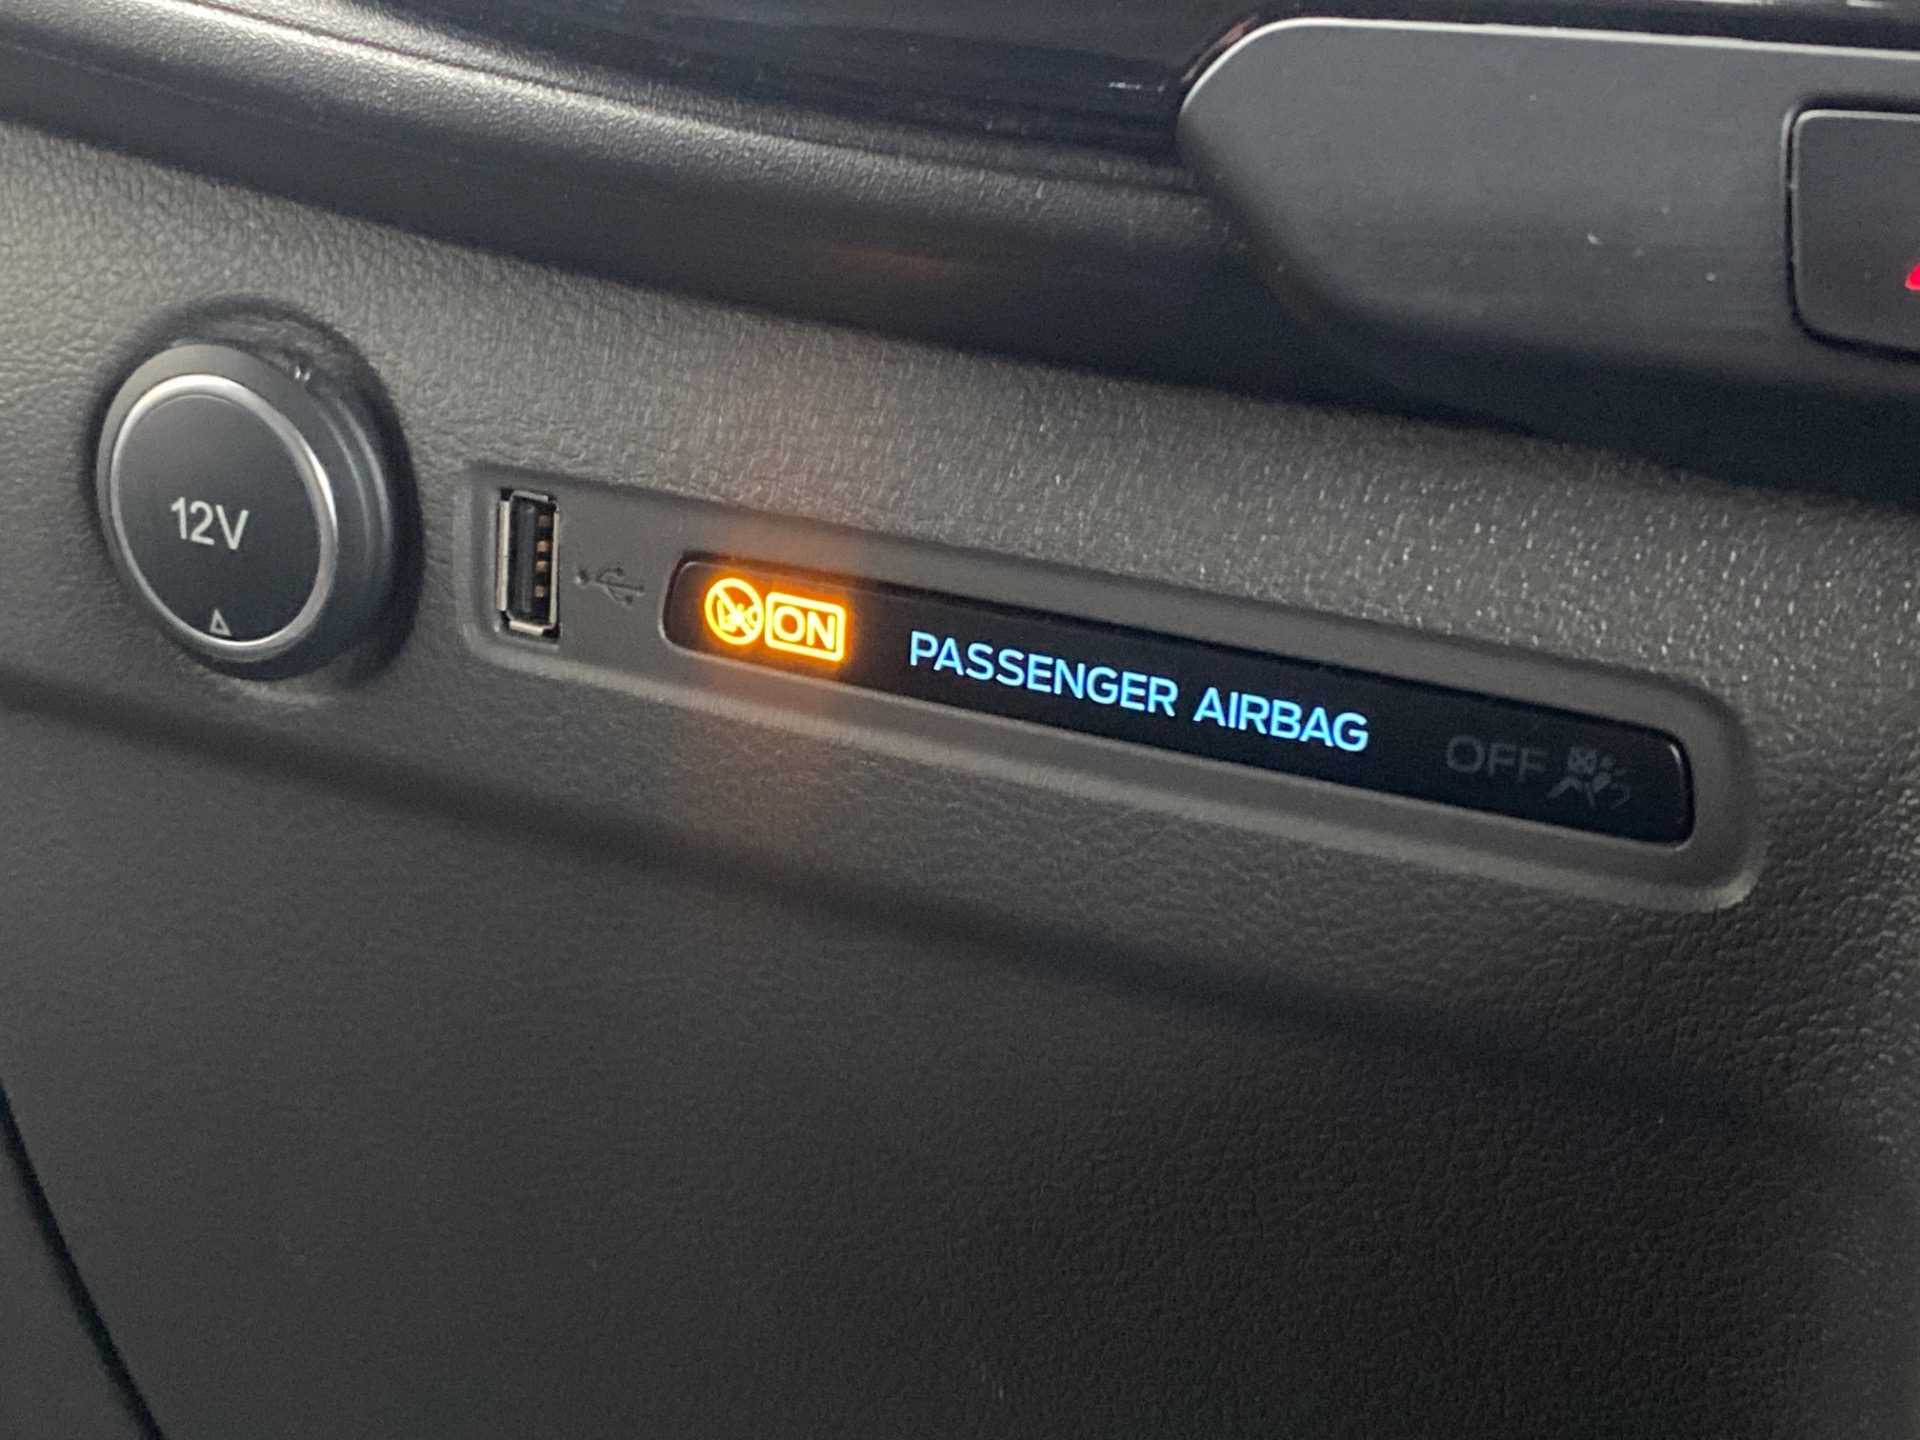 12V
ON PASSENGER AIRBAG OFF